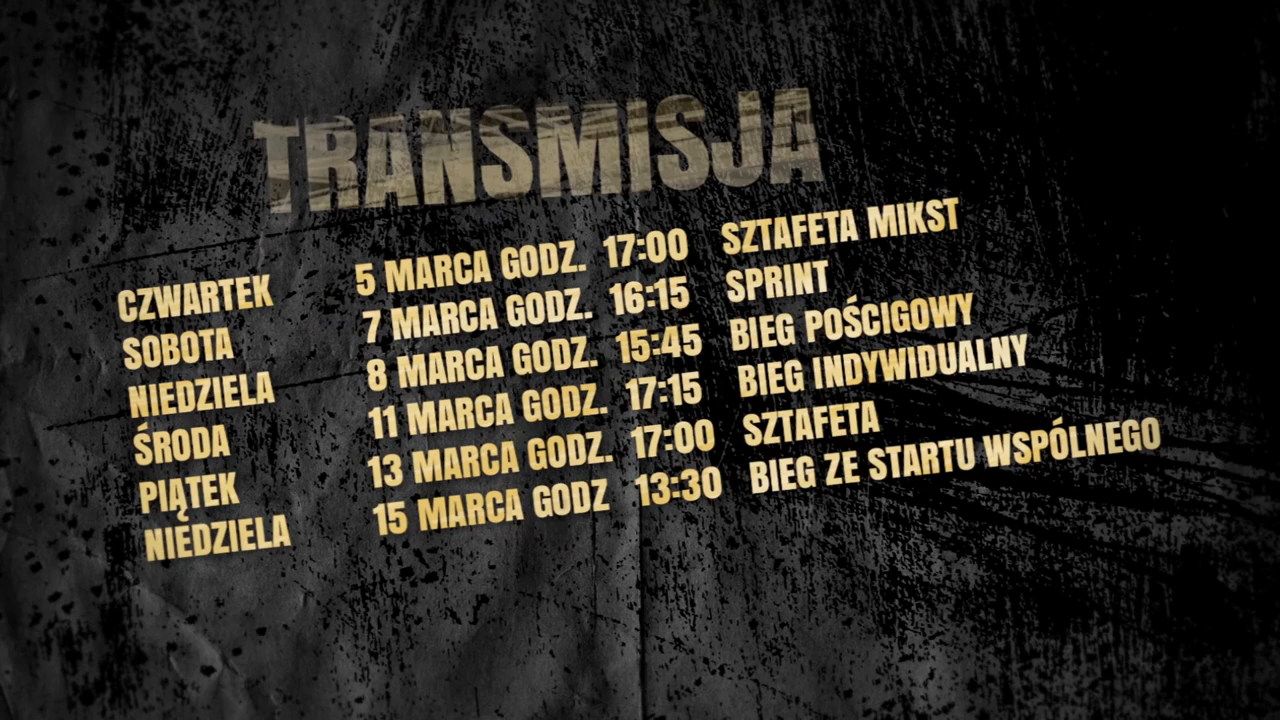 TRANSMISJA
CZWARTEK 5 MARCA GODZ. 17:00 SZTAFETA MIKST
SOBOTA 7 MARCA GODZ. 16:15 SPRINT
NIEDZIELA 8 MARCA GODZ. 15:45 BIEG POŚCIGOWY
ŚRODA 11 MARCA GODZ. 17:15 BIEG INDYWIDUALNY
PIĄTEK 13 MARCA GODZ. 17:00 SZTAFETA
NIEDZIELA 15 MARCA GODZ 13:30 BIEG ZE STARTU WSPÓLNEGO